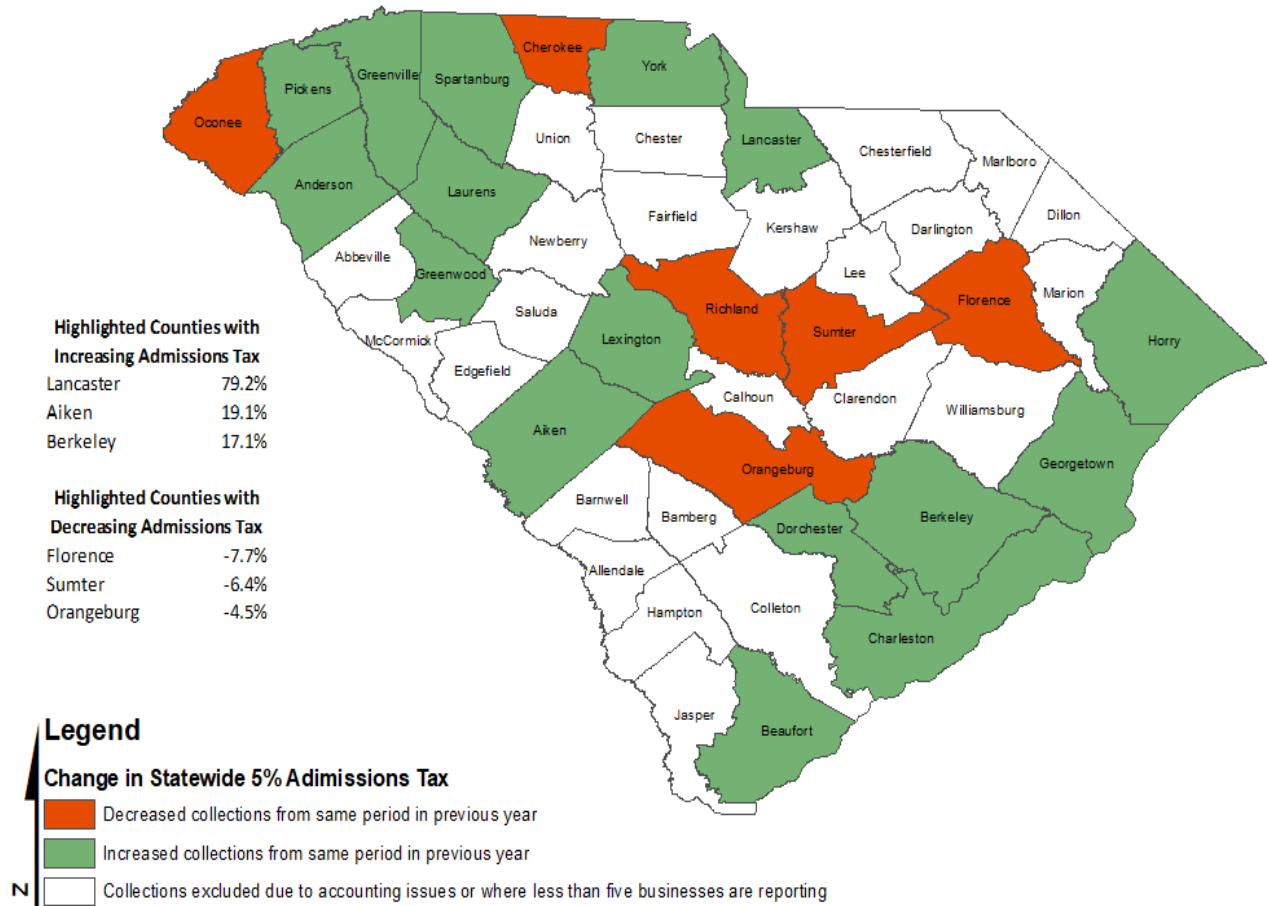 Cherokee
York
Greenville
Spartanburg
Pickens
Oconee
Union
Chester
Lancaster
Chesterfield
Marlboro
Anderson
Laurens
Fairfield
Kershaw
Darlington
Dillon
Newberry
Abbeville
Greenwood
Lee
Florence
Marion
Saluda
Richland
Sumter
Horry
McCormick
Lexington
Edgefield
Calhoun
Clarendon
Williamsburg
Aiken
Georgetown
Orangeburg
Barnwell
Bamberg
Berkeley
Dorchester
Allendale
Hampton
Colleton
Charleston
Jasper
Beaufort
Highlighted Counties with
Increasing Admissions Tax
Lancaster 79.2%
Aiken 19.1%
Berkeley 17.1%
Highlighted Counties with
Decreasing Admissions Tax
Florence -7.7%
Sumter -6.4%
Orangeburg -4.5%
Legend
Change in Statewide 5% Adimissions Tax
Decreased collections from same period in previous year
Increased collections from same period in previous year
Collections excluded due to accounting issues or where less than five businesses are reporting
N